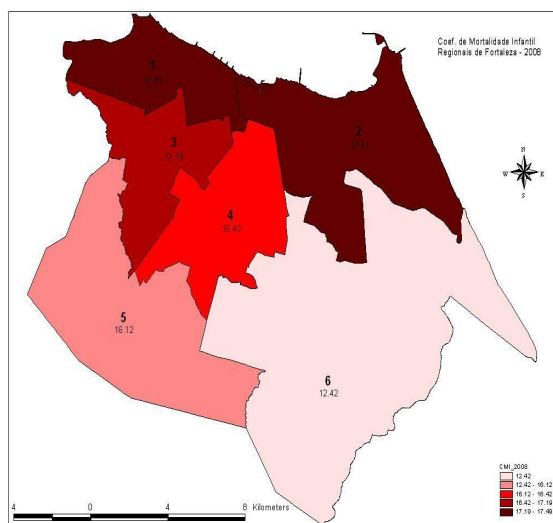 Coef. de Mortalidade Infantil
Regionais de Fortaleza - 2008
1
2
3
17.19
4
16.42
5
16.12
6
12.42
N
W
E
S
CMI_2008
12.42
12.42 - 16.12
16.12 - 16.42
16.42 - 17.19
17.19 - 17.49
4
0
4
8 Kilometers